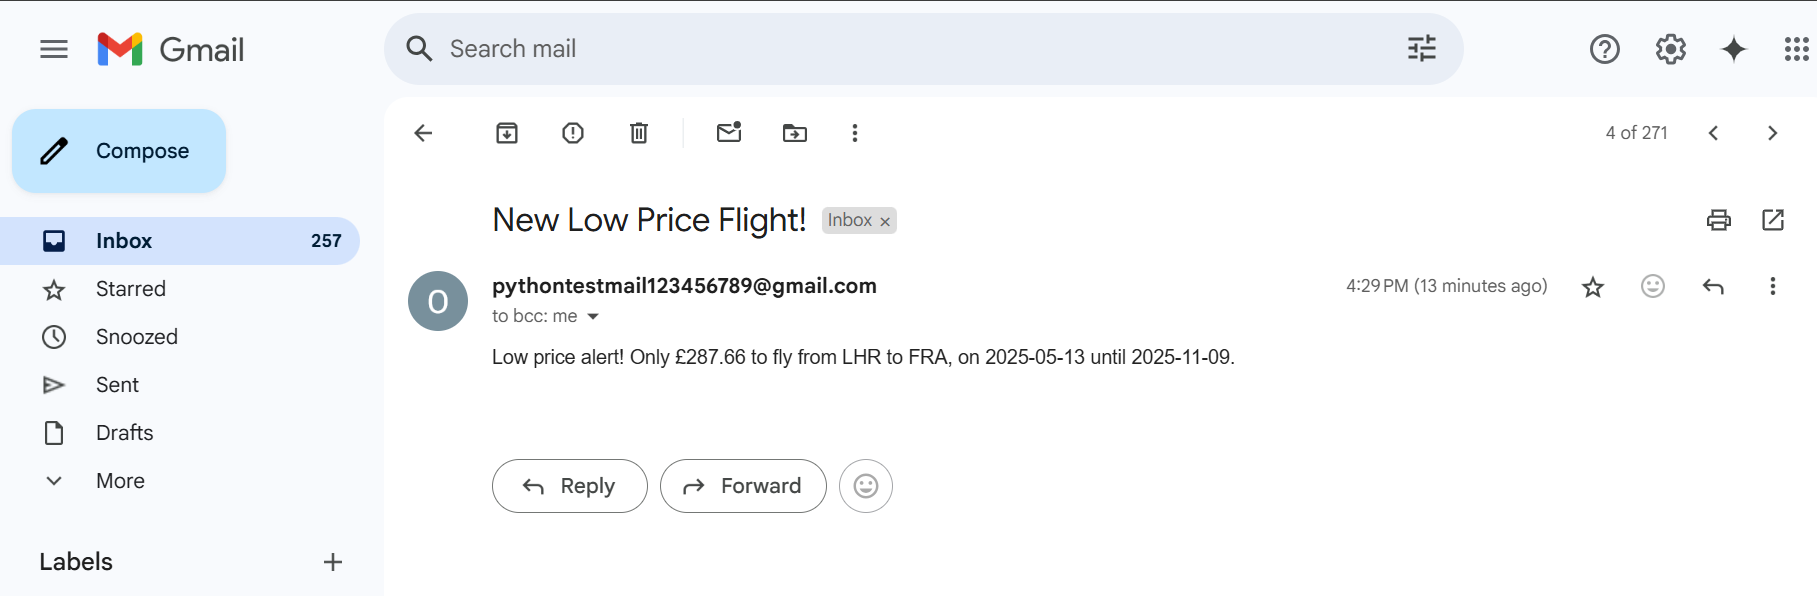 Gmail
Search mail
Compose
4 of 271
New Low Price Flight! Inbox ×
Inbox 257
Starred
Snoozed
Sent
Drafts
More
Labels
O
pythontestmail123456789@gmail.com
4:29 PM (13 minutes ago)
to bcc: me
Low price alert! Only £287.66 to fly from LHR to FRA, on 2025-05-13 until 2025-11-09.
Reply
Forward